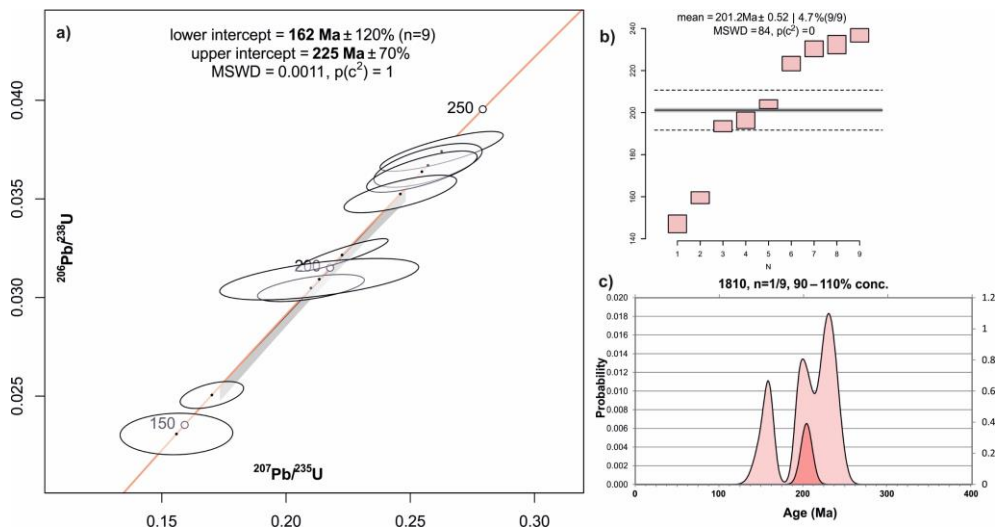 a)
lower intercept = 162 Ma ± 120% (n=9)
upper intercept = 225 Ma ± 70%
MSWD = 0.0011, p(c²) = 1
250
200
150
0.040
0.035
0.030
0.025
²⁰⁶Pb/²³⁸U
²⁰⁷Pb/²³⁵U
0.15 0.20 0.25 0.30
b)
mean = 201.2Ma ± 0.52 | 4.7%(9/9)
MSWD = 84, p(c²) = 0
240
220
200
180
160
140
1 2 3 4 5 6 7 8 9
N
c)
1810, n=1/9, 90 – 110% conc.
0.020
0.018
0.016
0.014
0.012
0.010
0.008
0.006
0.004
0.002
0.000
Probability
1.2
1
0.8
0.6
0.4
0.2
0
0 100 200 300 400
Age (Ma)